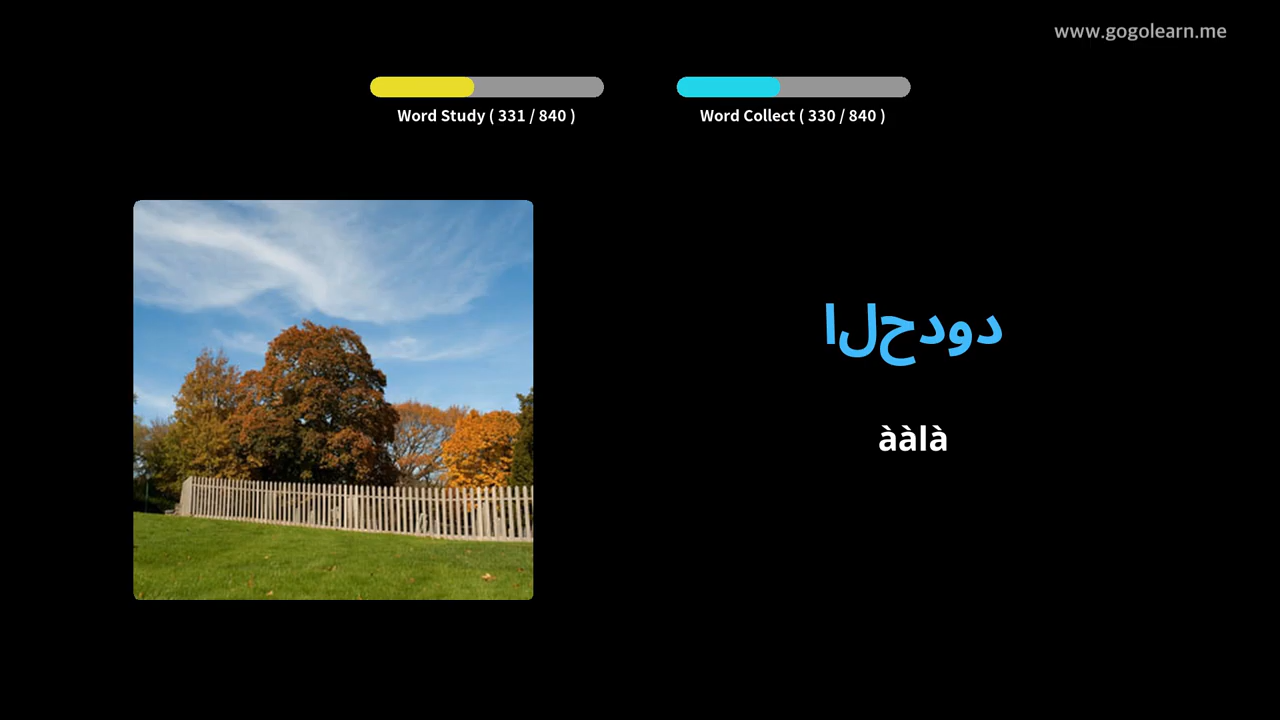 www.gogolearn.me
Word Study ( 331 / 840 )
Word Collect ( 330 / 840 )
الحدود
ààlà